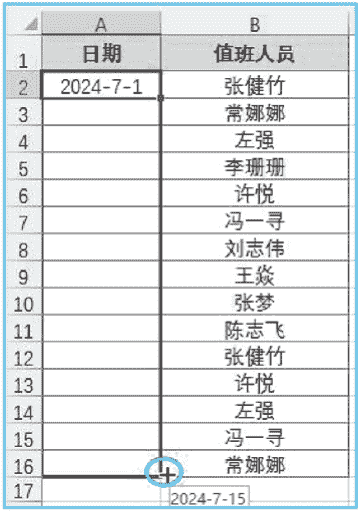 A B
1 日期 值班人员
2 2024-7-1 张健竹
3 常娜娜
4 左强
5 李珊珊
6 许悦
7 冯一寻
8 刘志伟
9 王焱
10 张梦
11 陈志飞
12 张健竹
13 许悦
14 左强
15 冯一寻
16 常娜娜
17 2024-7-15